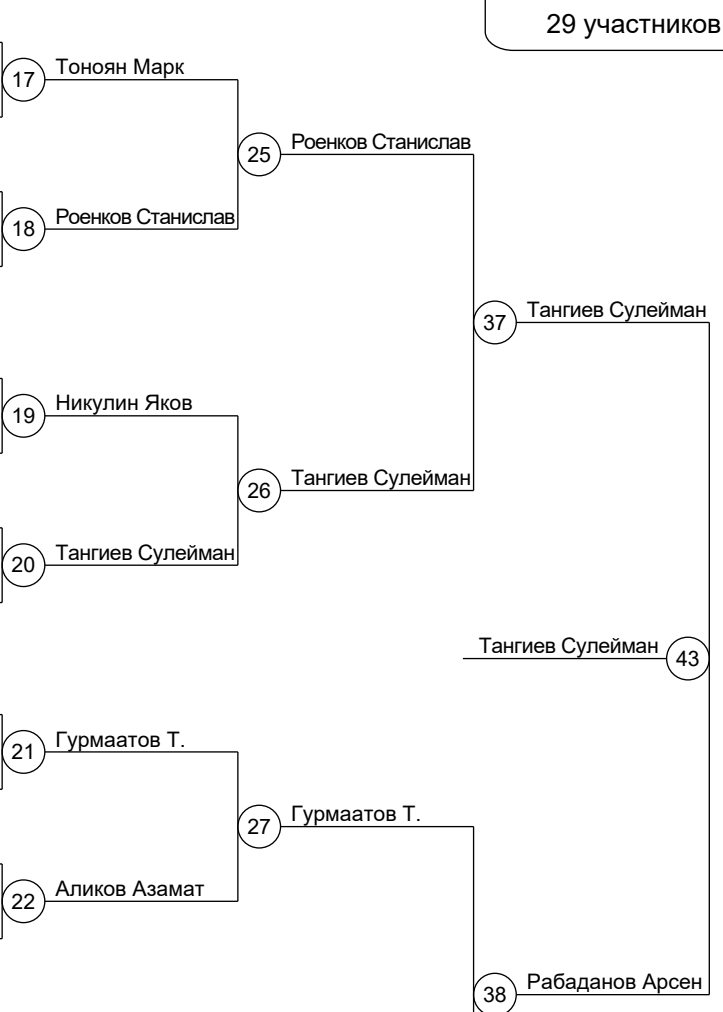 29 участников
17 Тоноян Марк
25 Роенков Станислав
18 Роенков Станислав
37 Тангиев Сулейман
19 Никулин Яков
26 Тангиев Сулейман
20 Тангиев Сулейман
Тангиев Сулейман 43
21 Гурмаатов Т.
27 Гурмаатов Т.
22 Аликов Азамат
38 Рабаданов Арсен